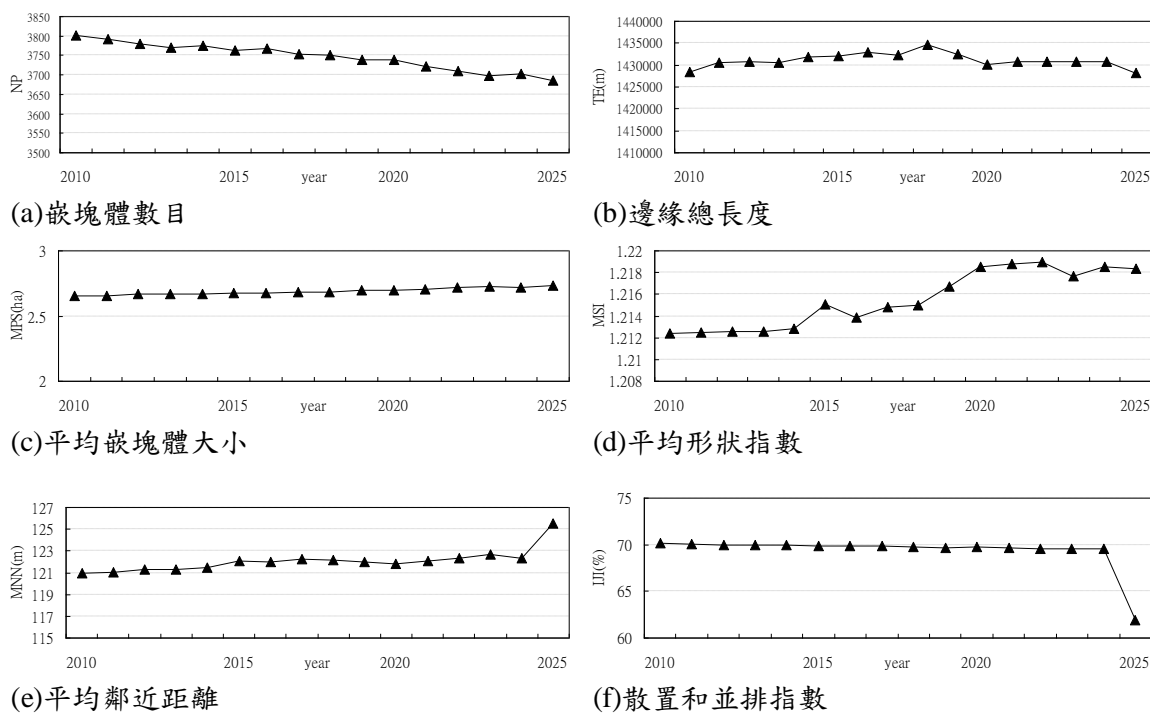 3850
3800
3750
3700
3650
3600
3550
3500
NP
2010 2015 year 2020 2025
(a)嵌塊體數目
1440000
1435000
1430000
1425000
1420000
1415000
1410000
TE(m)
2010 2015 year 2020 2025
(b)邊緣總長度
3
2.5
2
MPS(ha)
2010 2015 year 2020 2025
(c)平均嵌塊體大小
1.22
1.218
1.216
1.214
1.212
1.21
1.208
MSI
2010 2015 year 2020 2025
(d)平均形狀指數
127
125
123
121
119
117
115
MNN(m)
2010 2015 year 2020 2025
(e)平均鄰近距離
75
70
65
60
IJI(%)
2010 2015 year 2020 2025
(f)散置和並排指數